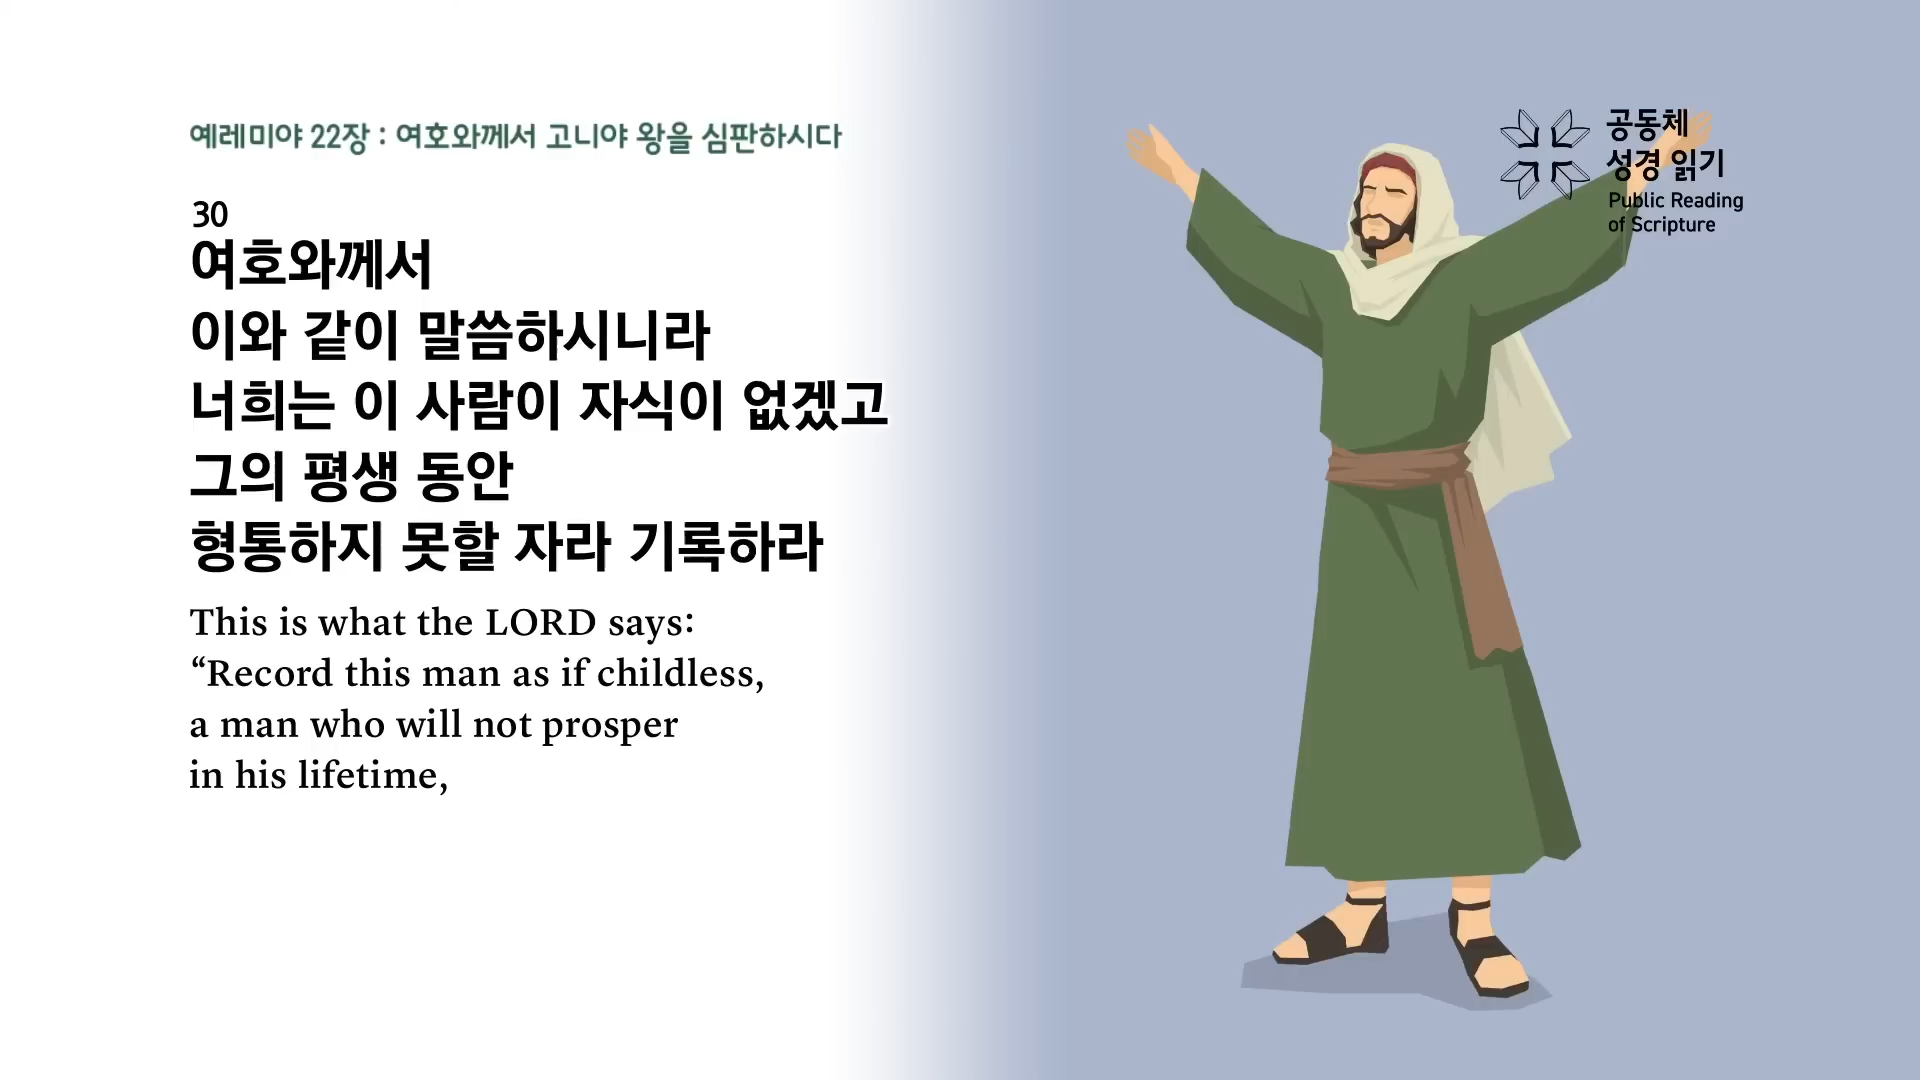 예레미야 22장 : 여호와께서 고니야 왕을 심판하시다
30
여호와께서
이와 같이 말씀하시니라
너희는 이 사람이 자식이 없겠고
그의 평생 동안
형통하지 못할 자라 기록하라
This is what the LORD says:
“Record this man as if childless,
a man who will not prosper
in his lifetime,
공동체
성경 읽기
Public Reading
of Scripture